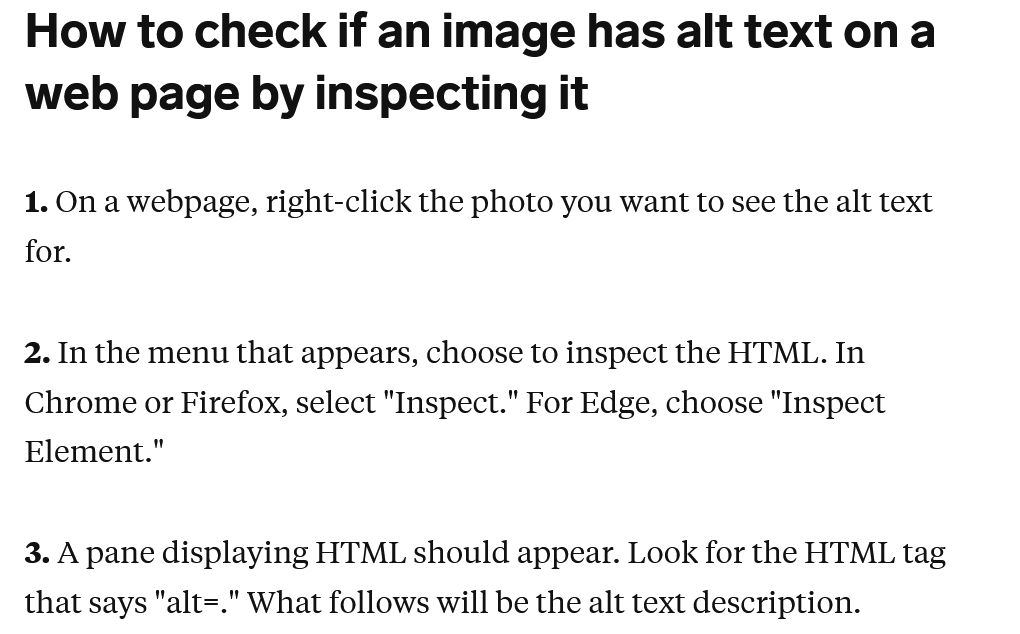 How to check if an image has alt text on a
web page by inspecting it
1. On a webpage, right-click the photo you want to see the alt text
for.
2. In the menu that appears, choose to inspect the HTML. In
Chrome or Firefox, select "Inspect." For Edge, choose "Inspect
Element."
3. A pane displaying HTML should appear. Look for the HTML tag
that says "alt=." What follows will be the alt text description.